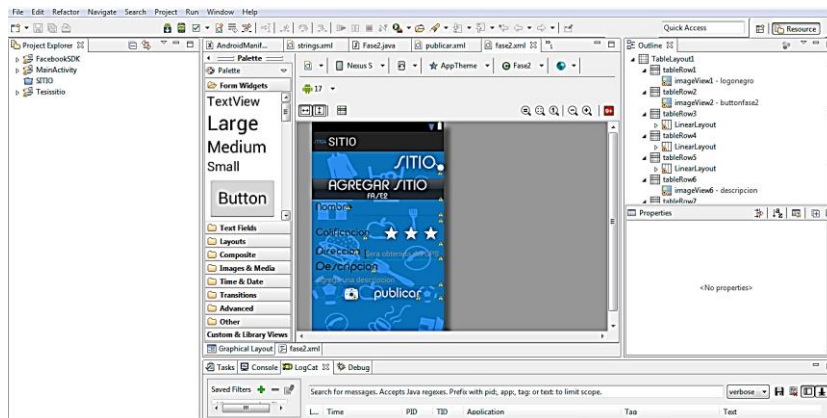 File Edit Refactor Navigate Search Project Run Window Help
Quick Access
Resource
Project Explorer
FacebookSDK
MainActivity
SITIO
Tesissitio
AndroidManif...
strings.xml
Fase2.java
publicar.xml
fase2.xml
Palette
Palette
Form Widgets
TextView
Large
Medium
Small
Button
Text Fields
Layouts
Composite
Images & Media
Time & Date
Transitions
Advanced
Other
Custom & Library Views
Graphical Layout
fase2.xml
Nexus S
AppTheme
Fase2
17
SITIO
SITIO
AGREGAR SITIO
FASE2
Nombre
Calificacion
Direccion
Descripcion
publicar
Outline
TableLayout1
tableRow1
imageView1 - logonegro
tableRow2
imageView2 - buttonfase2
tableRow3
LinearLayout
tableRow4
LinearLayout
tableRow5
LinearLayout
tableRow6
imageView6 - descripcion
tableRow7
Properties
<No properties>
Tasks
Console
LogCat
Debug
Saved Filters
Search for messages. Accepts Java regexes. Prefix with pid:, app:, tag: or text: to limit scope.
verbose
L... Time PID TID Application Tag Text